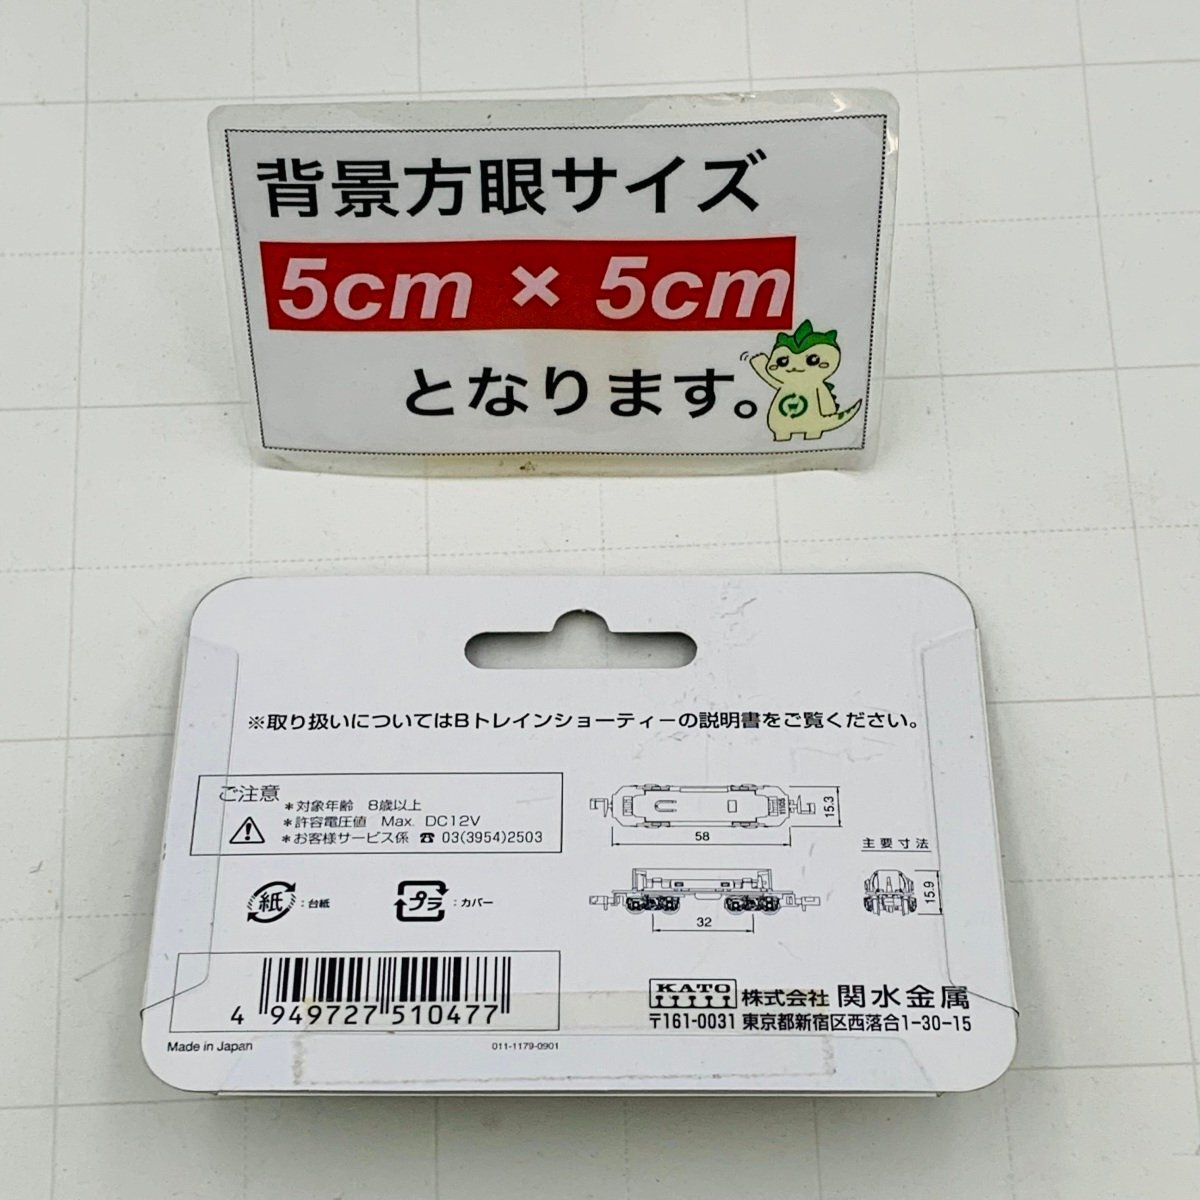 背景方眼サイズ
5cm × 5cm
となります。
※取り扱いについてはBトレインショーティーの説明書をご覧ください。
ご注意
＊対象年齢 8歳以上
＊許容電圧値 Max. DC12V
＊お客様サービス係 ☎ 03(3954)2503
紙 : 台紙
プラ : カバー
15.3
58
主要寸法
15.9
32
4 949727 510477
Made in Japan
011-1179-0901
KATO 株式会社 関水金属
〒161-0031 東京都新宿区西落合1-30-15